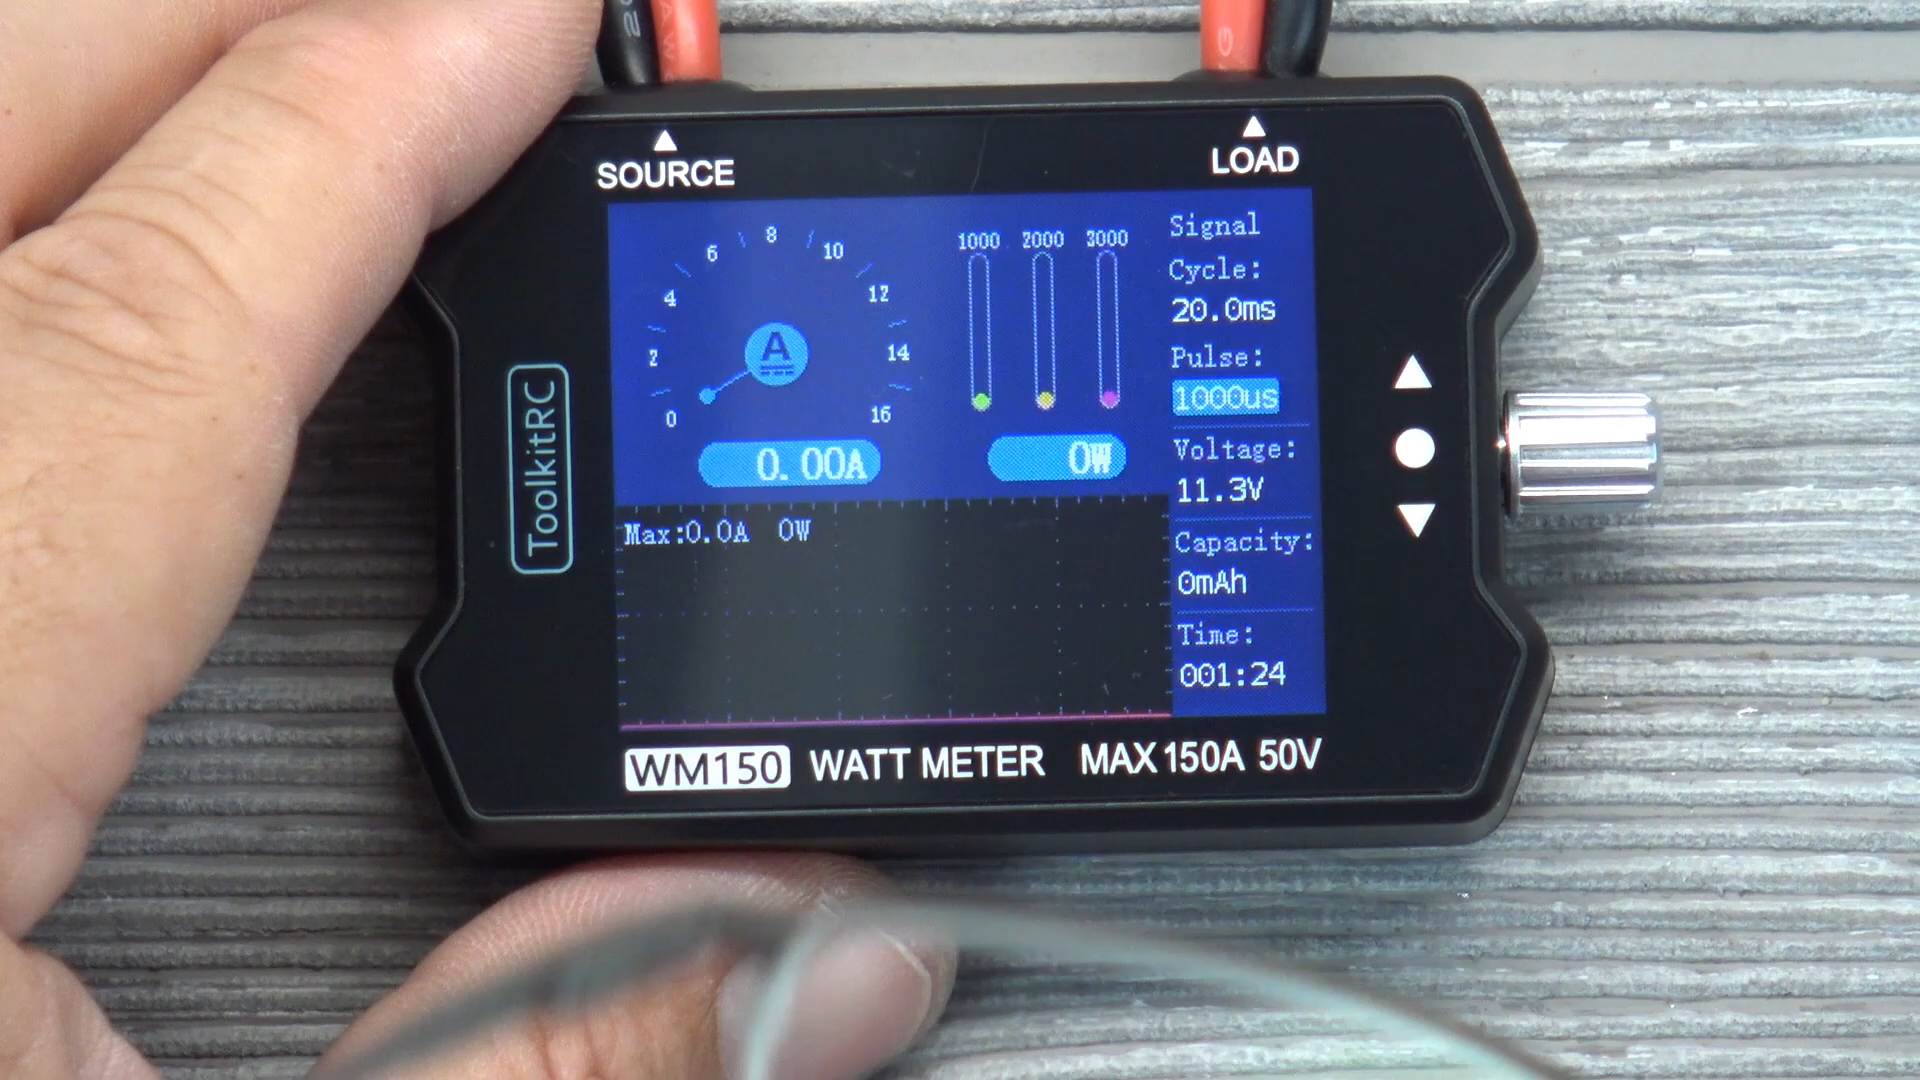 SOURCE
LOAD
ToolkitRC
8
6
10
4
12
2
14
0
16
A
0.00A
1000 2000 3000
0W
Signal
Cycle:
20.0ms
Pulse:
1000us
Voltage:
11.3V
Capacity:
0mAh
Time:
001:24
Max:0.0A 0W
WM150 WATT METER MAX 150A 50V